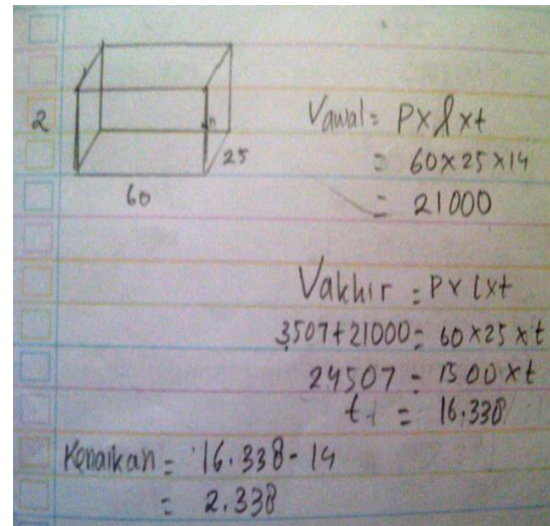 2
25
60
Vawal = P x l x t
= 60 x 25 x 14
= 21000
Vakhir = P x l x t
3507 + 21000 = 60 x 25 x t
24507 = 1500 x t
t = 16.338
Kenaikan = 16.338 - 14
= 2.338